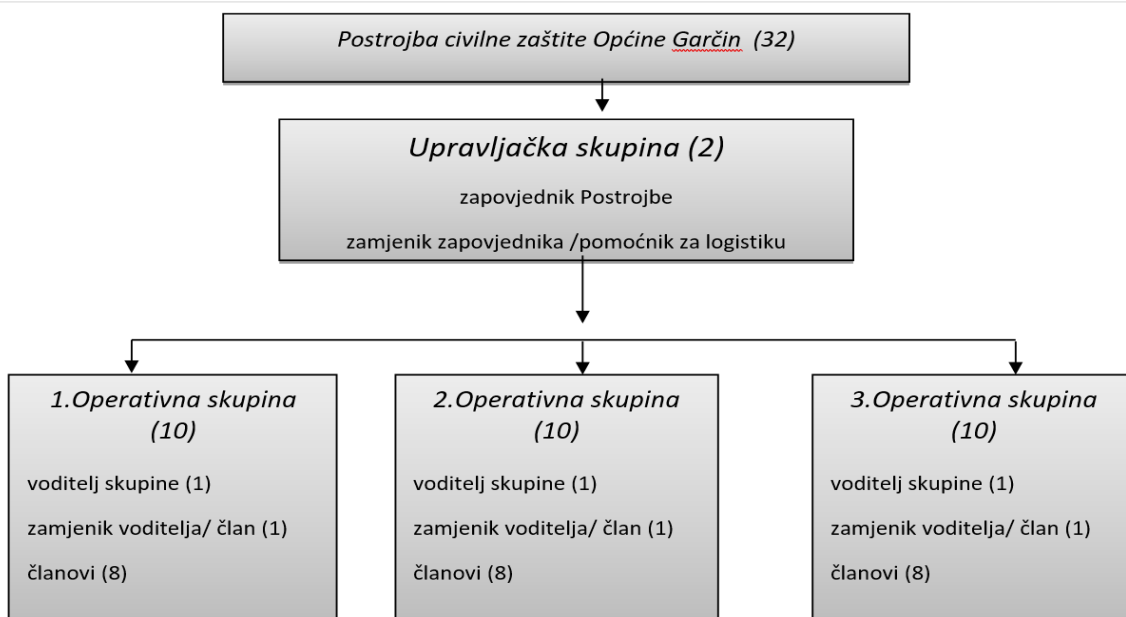 Postrojba civilne zaštite Općine Garčin (32)
Upravljačka skupina (2)
zapovjednik Postrojbe
zamjenik zapovjednika /pomoćnik za logistiku
1.Operativna skupina
(10)
voditelj skupine (1)
zamjenik voditelja/ član (1)
članovi (8)
2.Operativna skupina
(10)
voditelj skupine (1)
zamjenik voditelja/ član (1)
članovi (8)
3.Operativna skupina
(10)
voditelj skupine (1)
zamjenik voditelja/ član (1)
članovi (8)